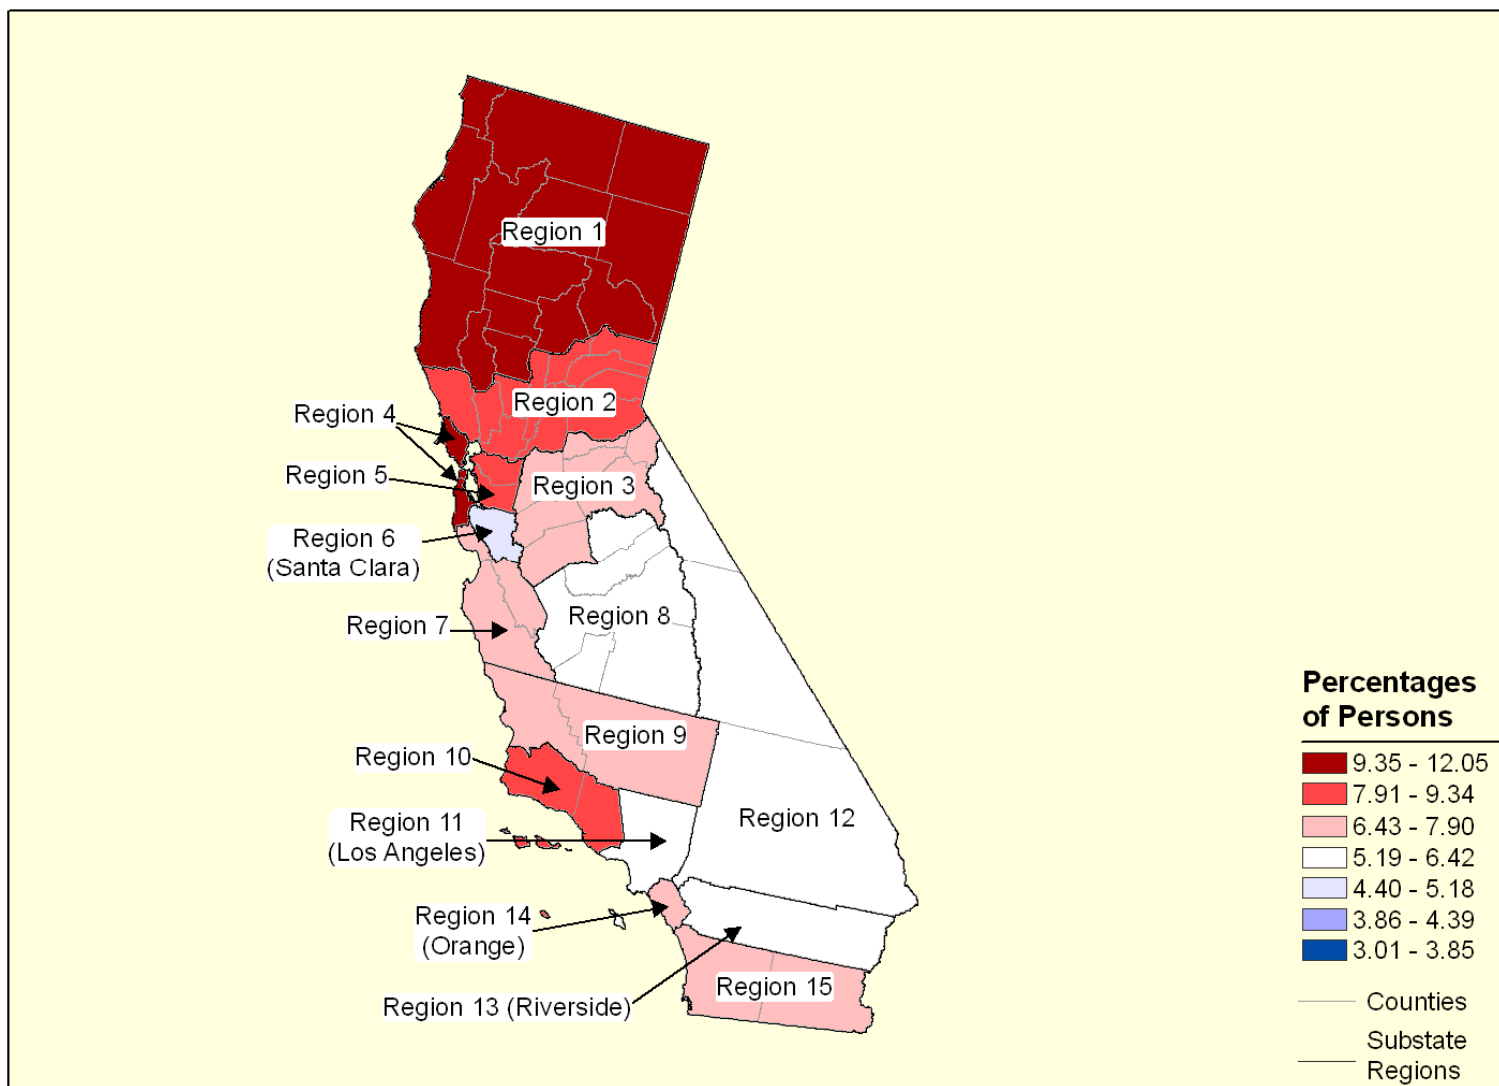 Region 1
Region 2
Region 4
Region 5
Region 3
Region 6
(Santa Clara)
Region 8
Region 7
Region 9
Region 10
Region 12
Region 11
(Los Angeles)
Region 14
(Orange)
Region 15
Region 13 (Riverside)
Percentages
of Persons
9.35 - 12.05
7.91 - 9.34
6.43 - 7.90
5.19 - 6.42
4.40 - 5.18
3.86 - 4.39
3.01 - 3.85
Counties
Substate
Regions